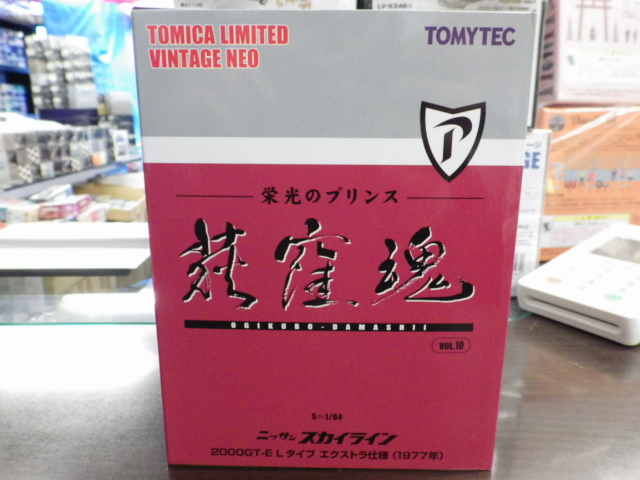 LV-N248
TOMICA LIMITED
VINTAGE NEO
TOMYTEC
P
栄光のプリンス
荻窪魂
OGIKUBO-DAMASHII
VOL.10
S=1/64
ニッサン スカイライン
2000GT-E L タイプ エクストラ仕様 (1977年)